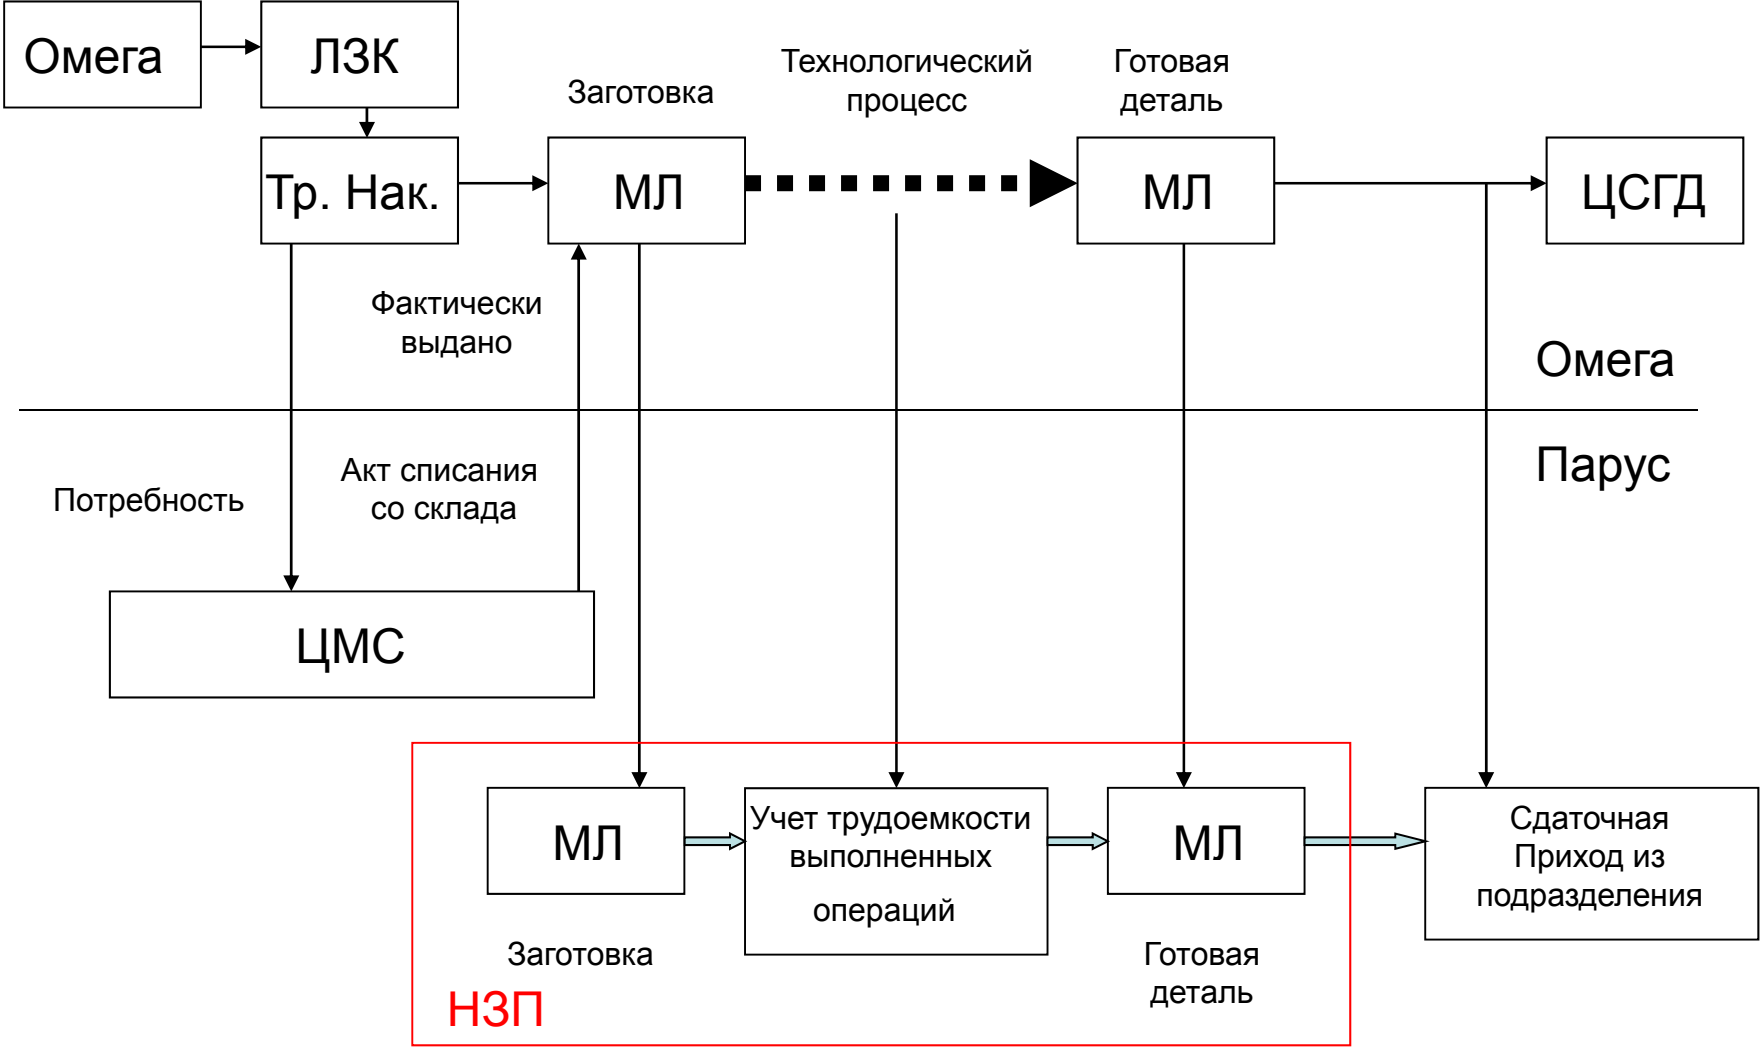 Омега
ЛЗК
Заготовка
Технологический
процесс
Готовая
деталь
Тр. Нак.
МЛ
МЛ
ЦСГД
Фактически
выдано
Омега
Парус
Потребность
Акт списания
со склада
ЦМС
МЛ
Учет трудоемкости
выполненных
операций
МЛ
Сдаточная
Приход из
подразделения
Заготовка
Готовая
деталь
НЗП